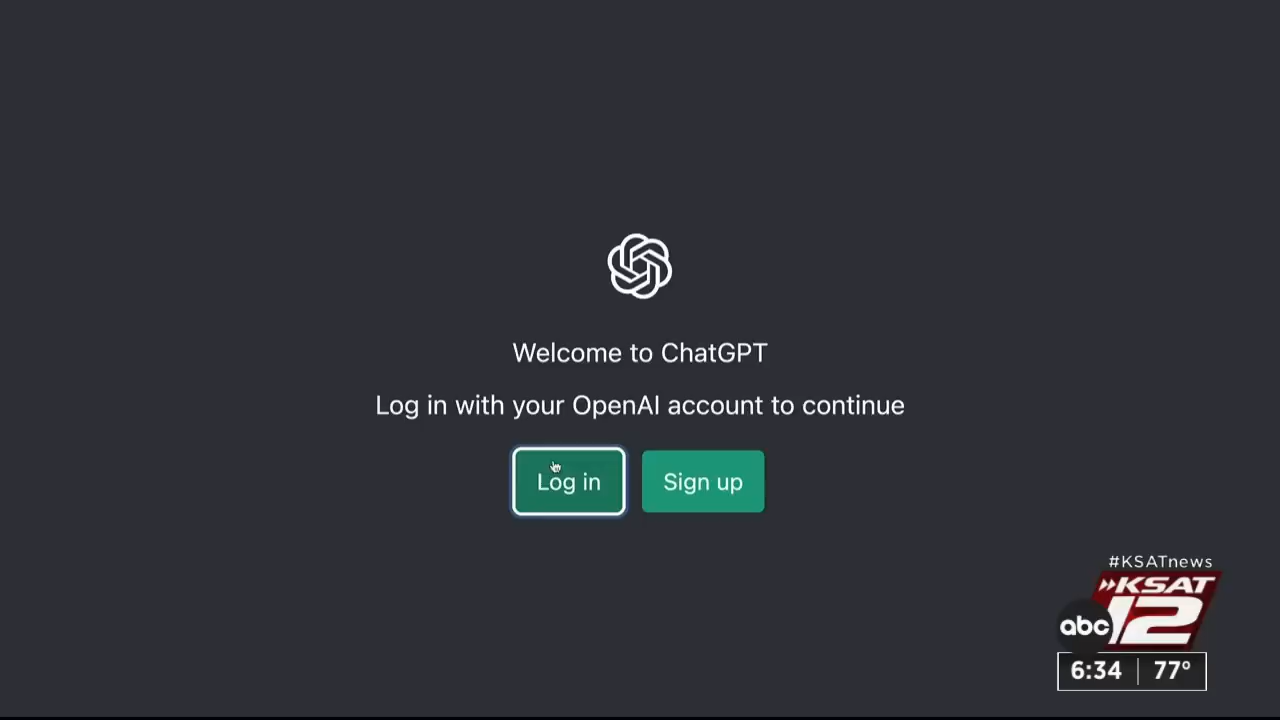 Welcome to ChatGPT
Log in with your OpenAI account to continue
Log in
Sign up
#KSATnews
KSAT
abc 12
6:34 77°